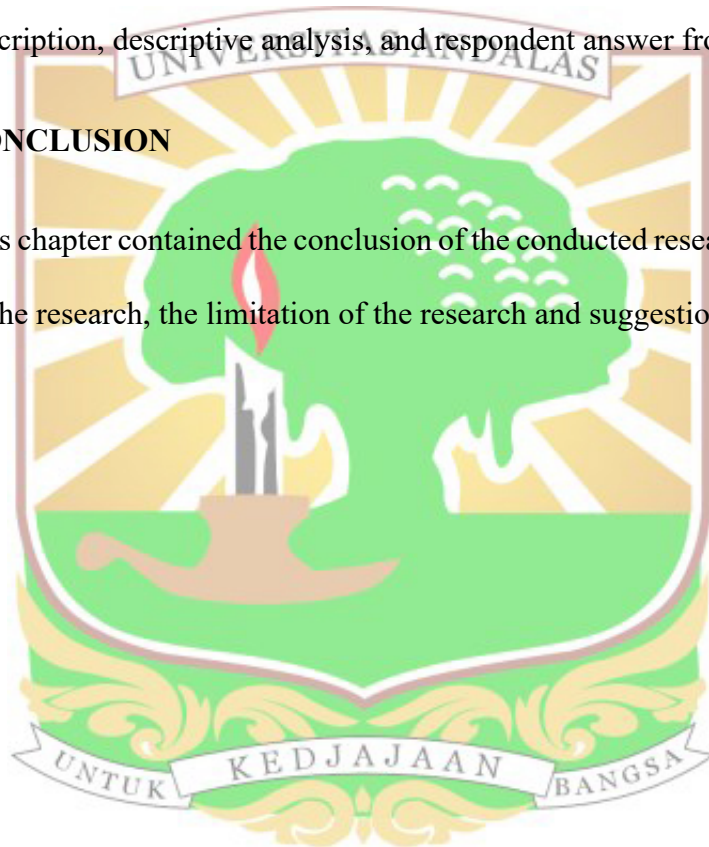 cription, descriptive analysis, and respondent answer fro
UNIVERSITAS ANDALAS
ONCLUSION
s chapter contained the conclusion of the conducted resea
he research, the limitation of the research and suggestio
UNTUK KEDJAJAAN BANGSA